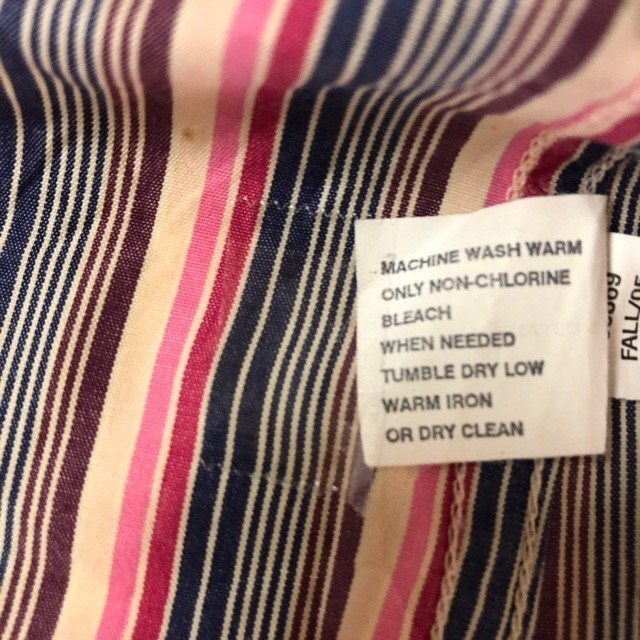 MACHINE WASH WARM
ONLY NON-CHLORINE
BLEACH
WHEN NEEDED
TUMBLE DRY LOW
WARM IRON
OR DRY CLEAN